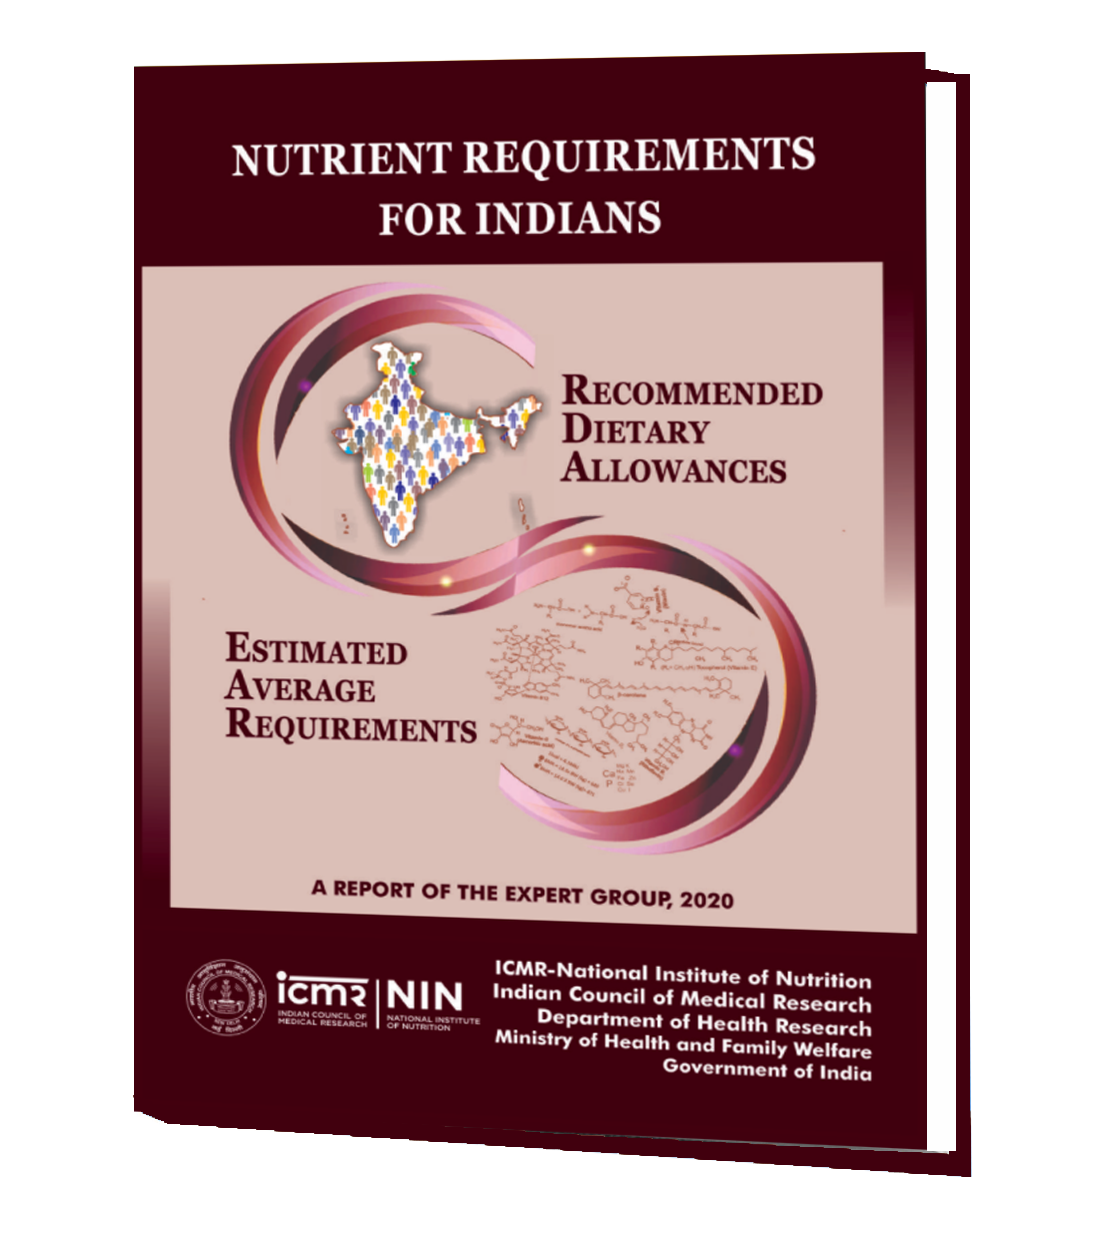 NUTRIENT REQUIREMENTS
FOR INDIANS
RECOMMENDED
DIETARY
ALLOWANCES
ESTIMATED
AVERAGE
REQUIREMENTS
A REPORT OF THE EXPERT GROUP, 2020
icmr
INDIAN COUNCIL OF
MEDICAL RESEARCH
NIN
NATIONAL INSTITUTE
OF NUTRITION
ICMR-National Institute of Nutrition
Indian Council of Medical Research
Department of Health Research
Ministry of Health and Family Welfare
Government of India